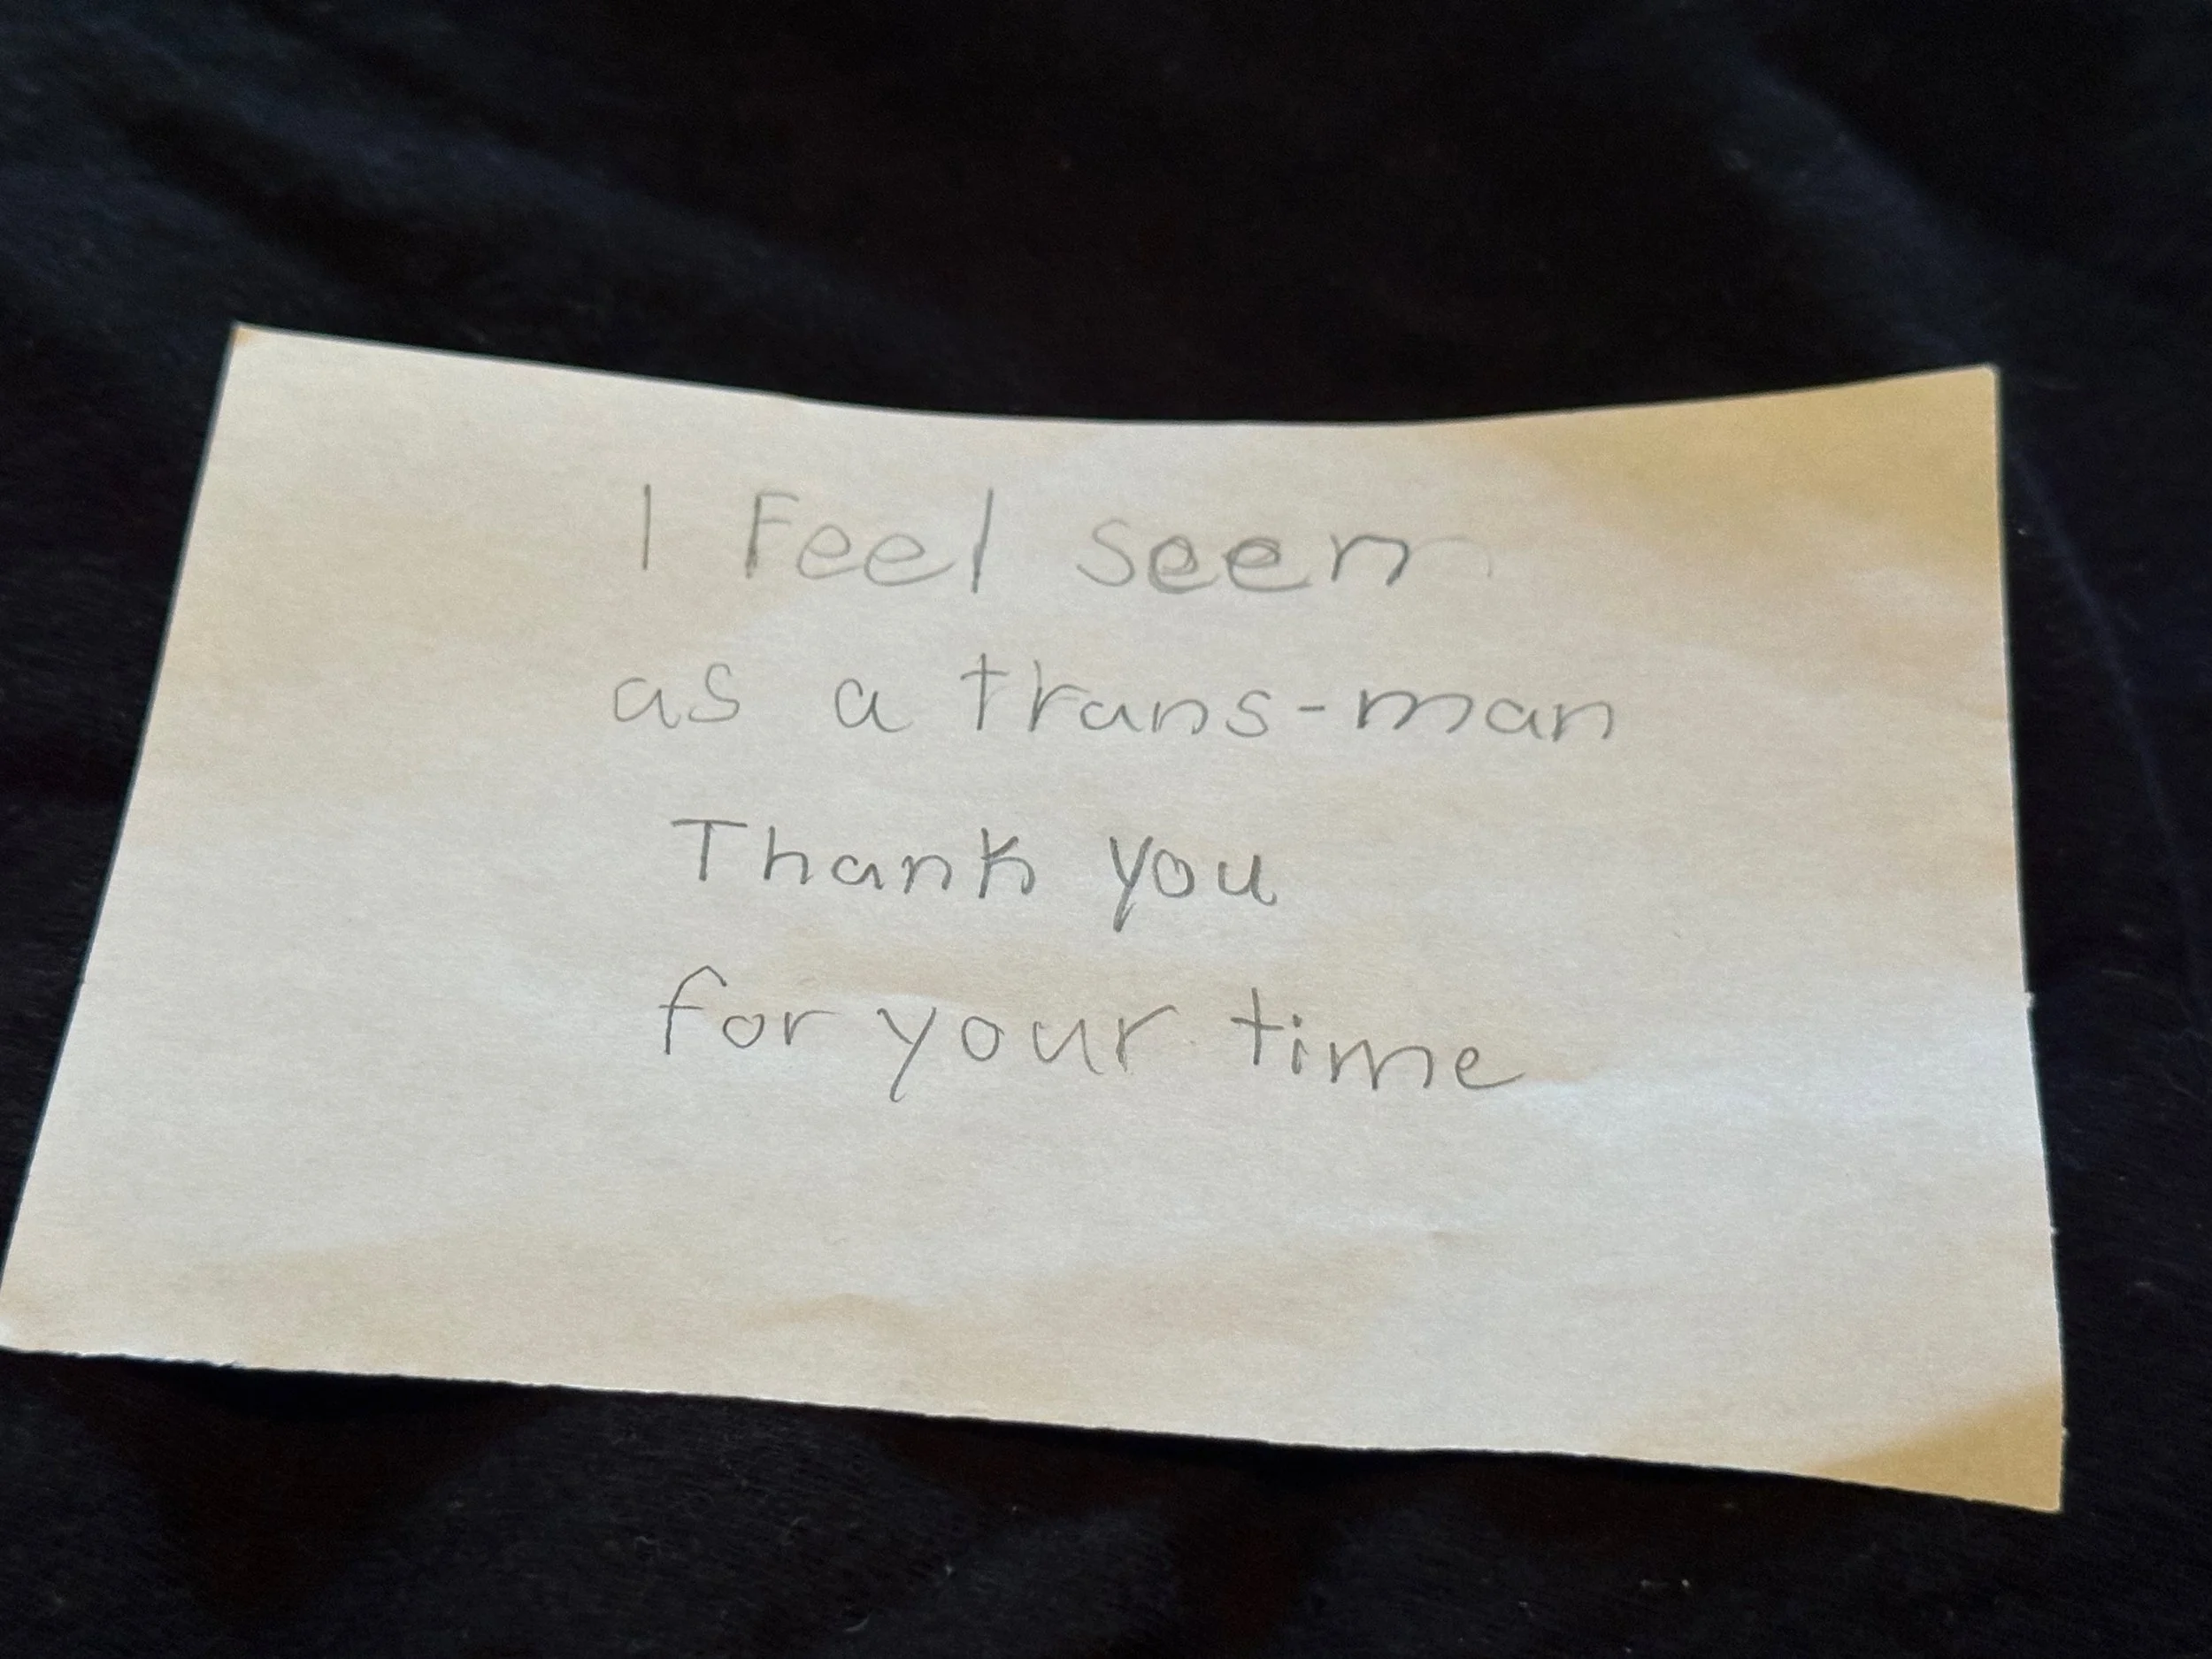 I Feel seen
as a trans-man
Thank you
for your time